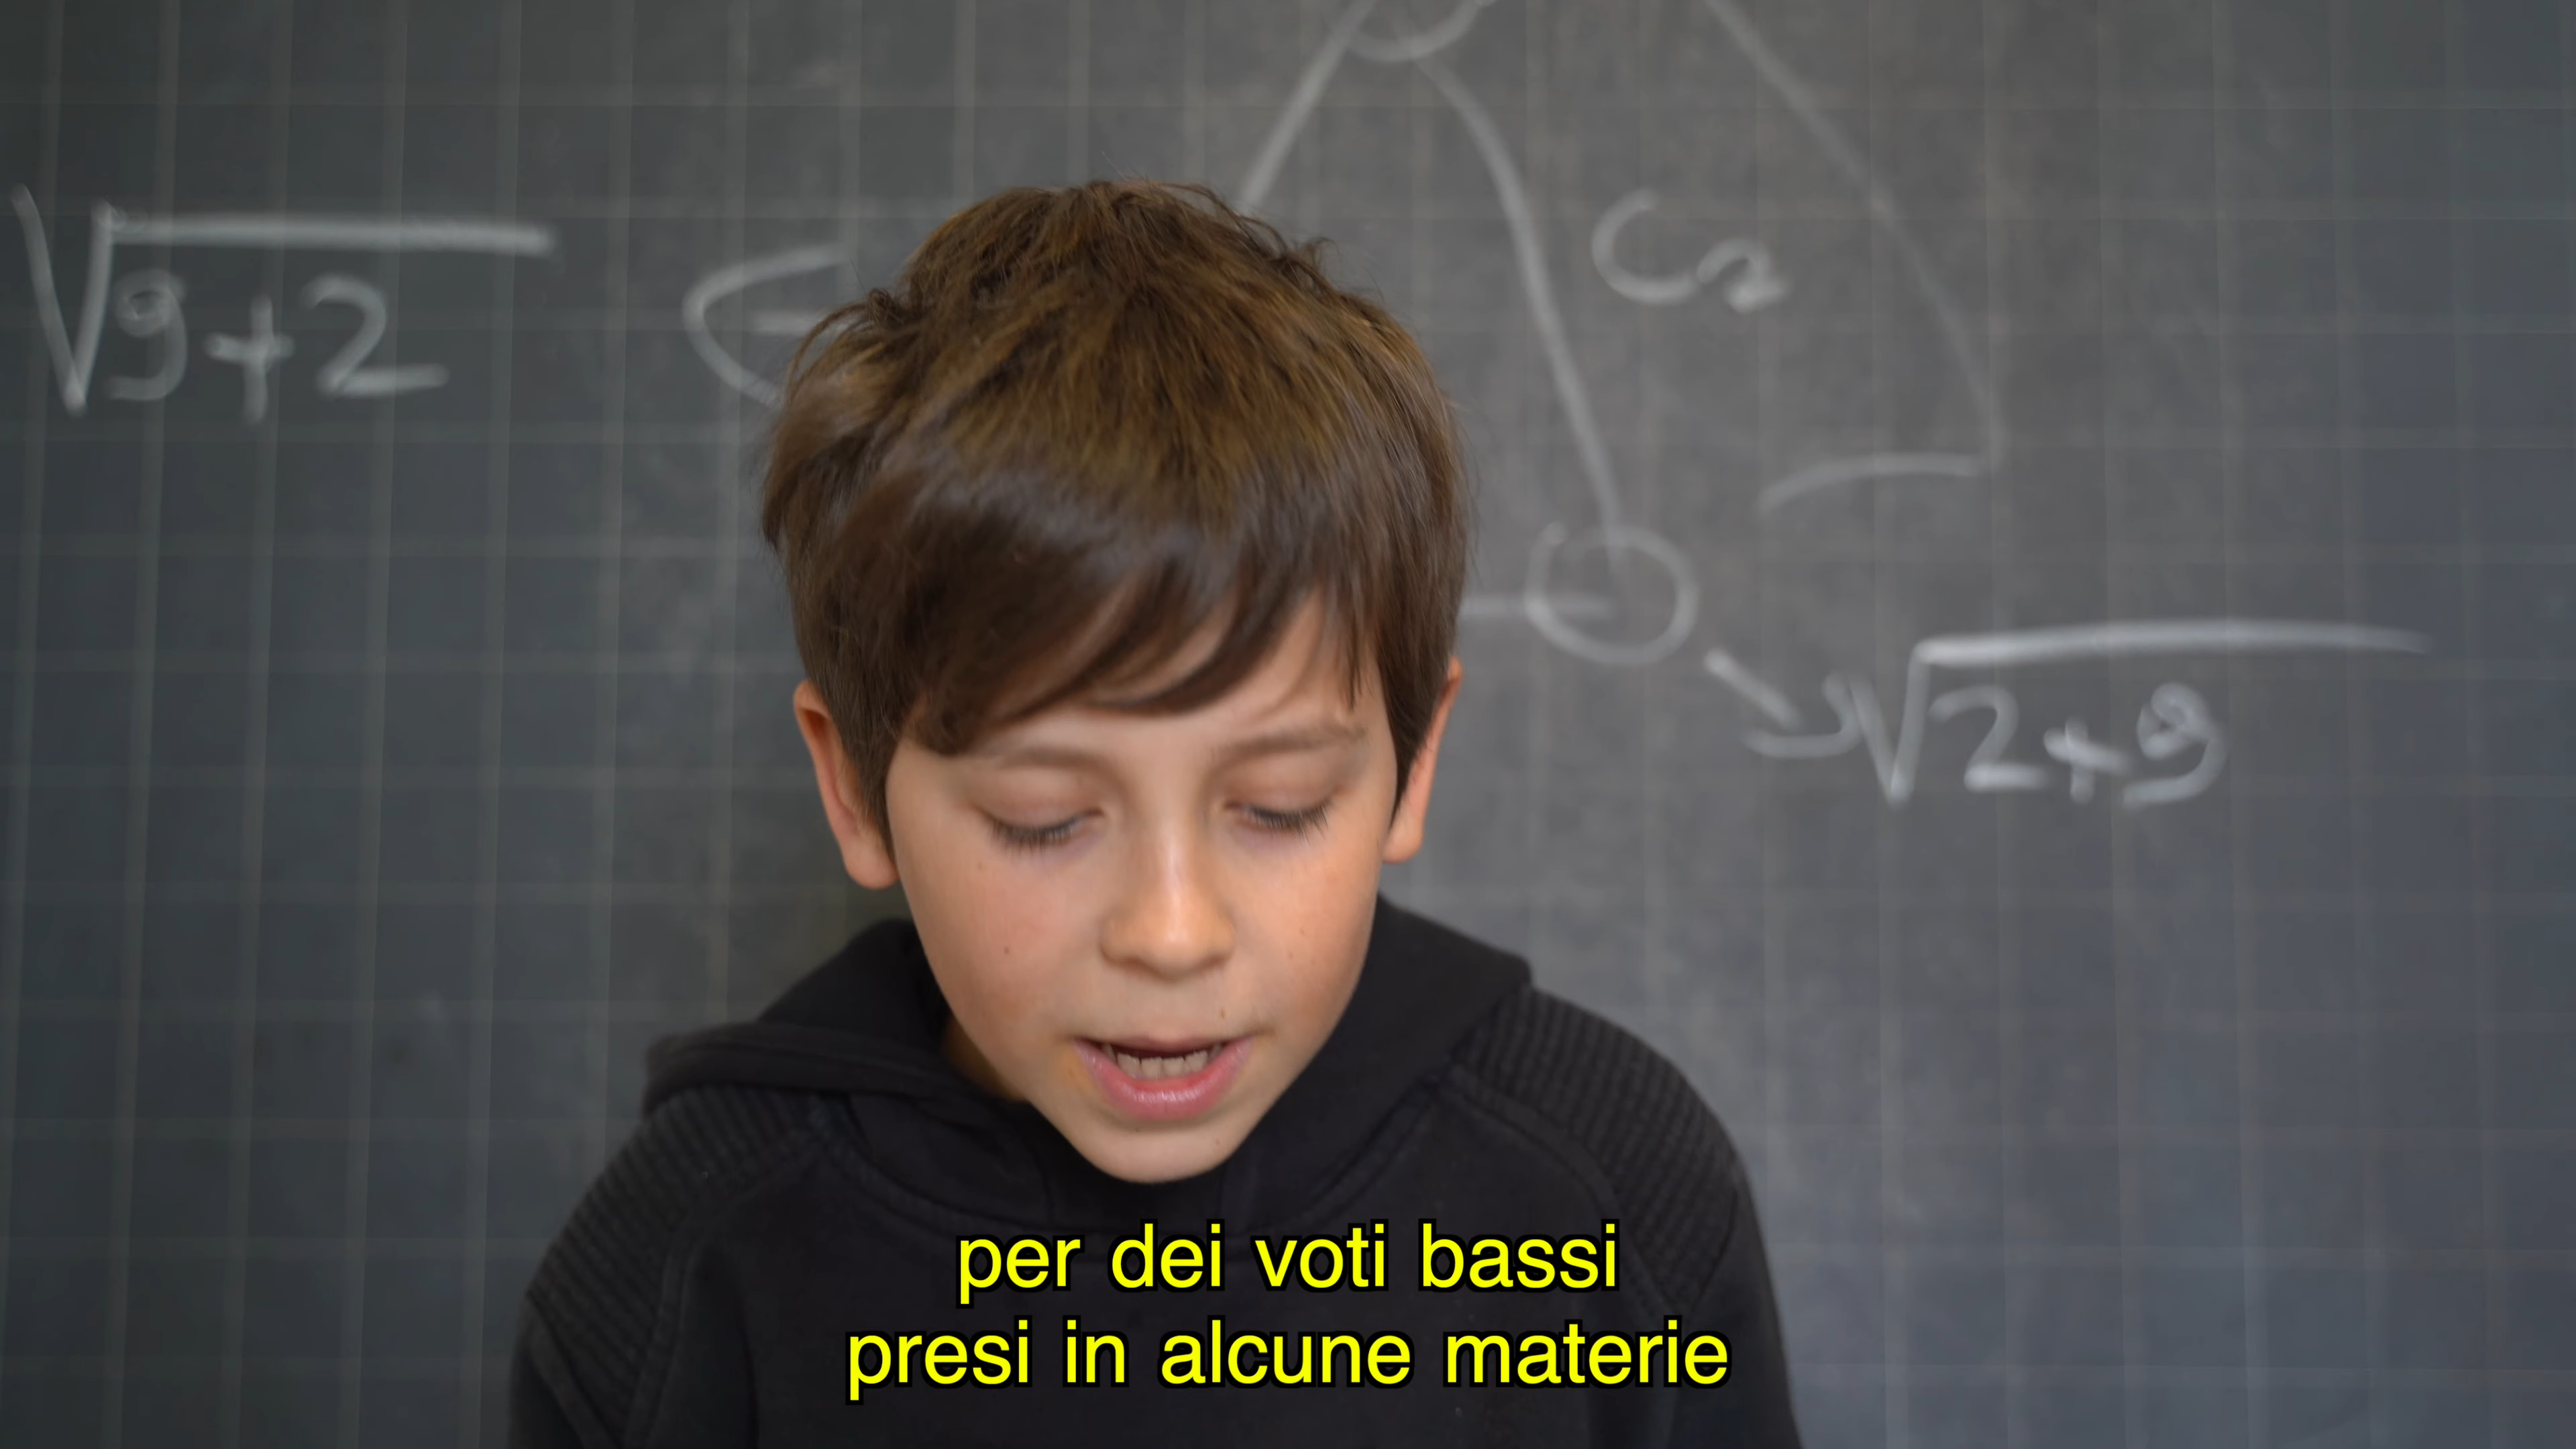 √9+2
C2
√2+9
per dei voti bassi
presi in alcune materie